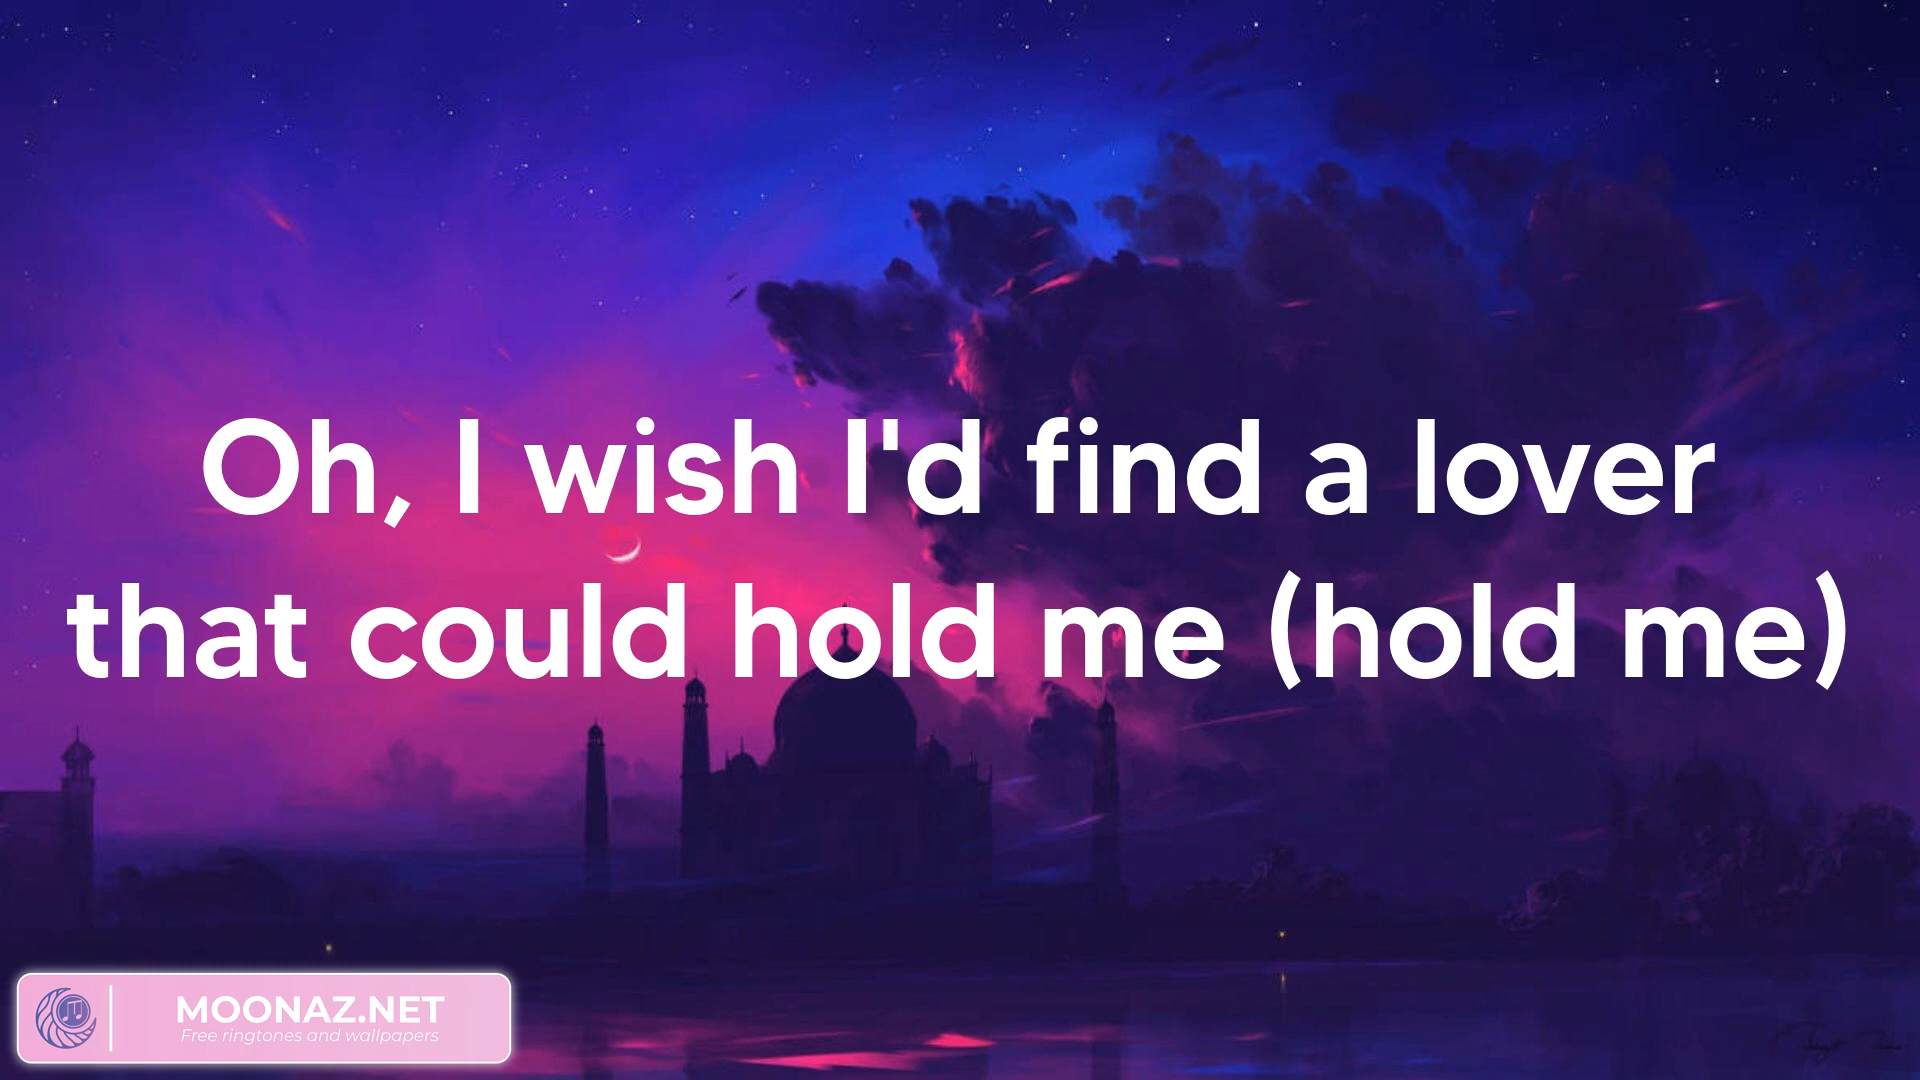 Oh, I wish I'd find a lover
that could hold me (hold me)
MOONAZ.NET
Free ringtones and wallpapers